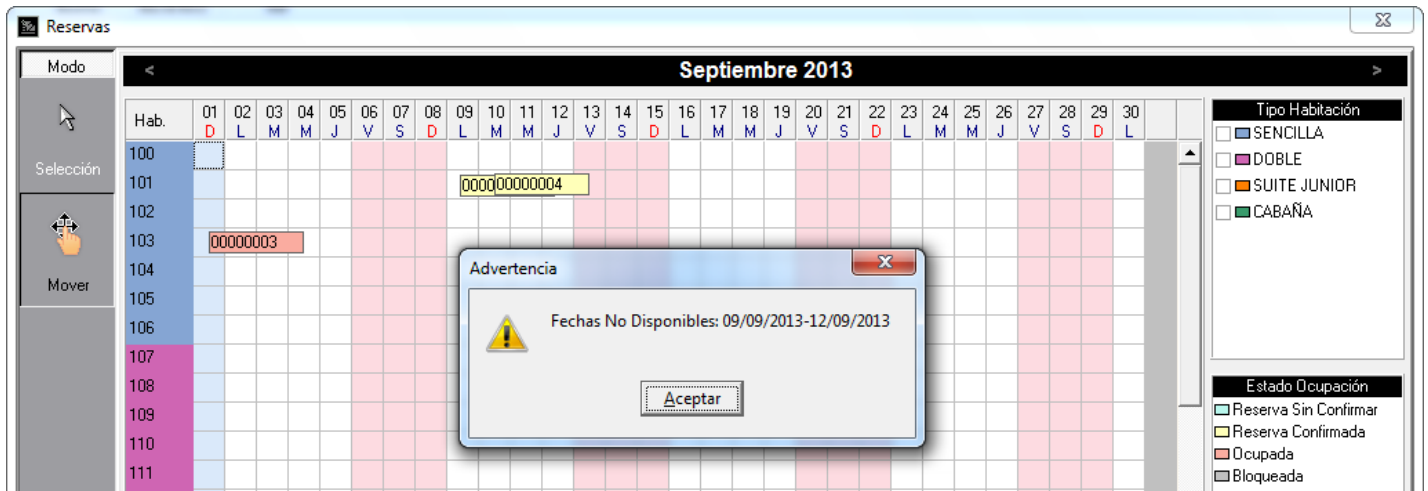 Reservas
Modo
< Septiembre 2013 >
Hab. 01 02 03 04 05 06 07 08 09 10 11 12 13 14 15 16 17 18 19 20 21 22 23 24 25 26 27 28 29 30
D L M M J V S D L M M J V S D L M M J V S D L M M J V S D L
Selección
Mover
100
101 0000 00000004
102
103 00000003
104
105
106
107
108
109
110
111
Advertencia
Fechas No Disponibles: 09/09/2013-12/09/2013
Aceptar
Tipo Habitación
SENCILLA
DOBLE
SUITE JUNIOR
CABAÑA
Estado Ocupación
Reserva Sin Confirmar
Reserva Confirmada
Ocupada
Bloqueada